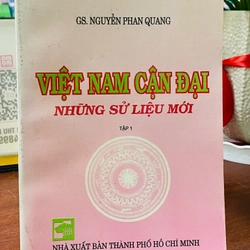 GS. NGUYỄN PHAN QUANG
VIỆT NAM CẬN ĐẠI
NHỮNG SỬ LIỆU MỚI
TẬP 1
NHÀ XUẤT BẢN THÀNH PHỐ HỒ CHÍ MINH